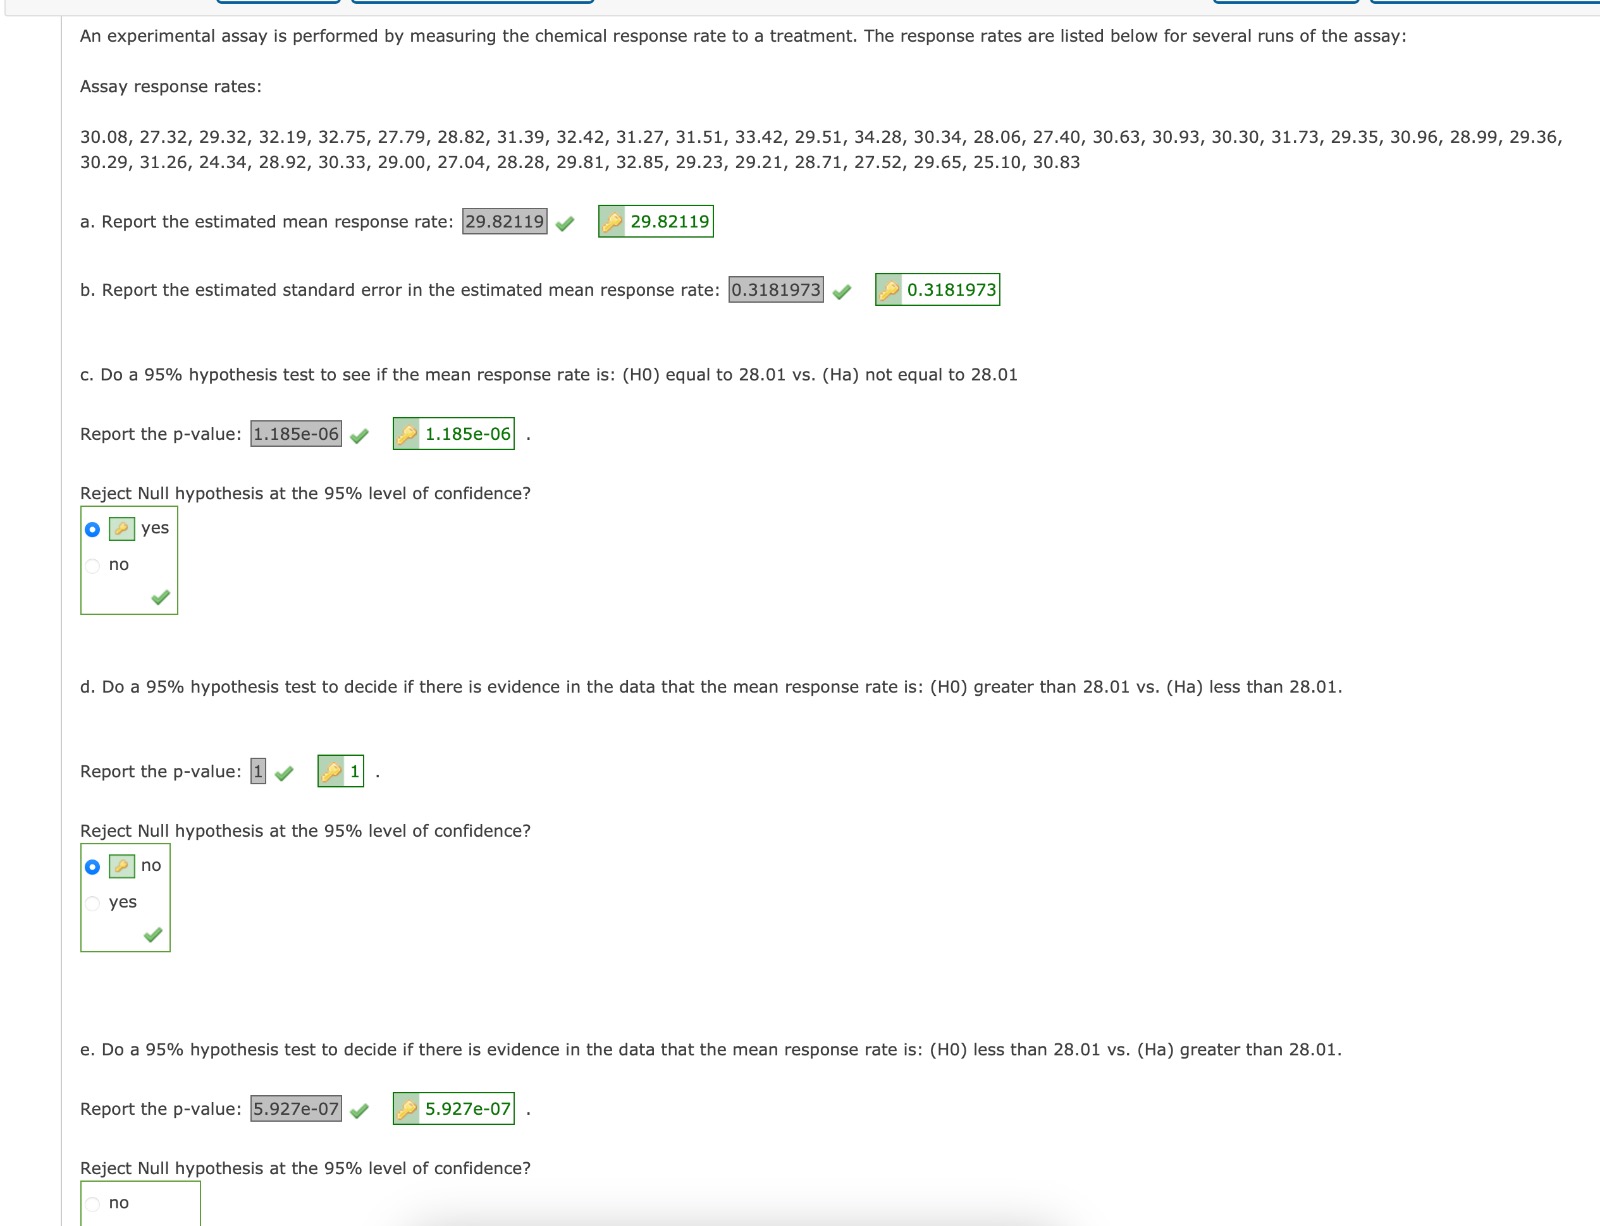 An experimental assay is performed by measuring the chemical response rate to a treatment. The response rates are listed below for several runs of the assay:
Assay response rates:
30.08, 27.32, 29.32, 32.19, 32.75, 27.79, 28.82, 31.39, 32.42, 31.27, 31.51, 33.42, 29.51, 34.28, 30.34, 28.06, 27.40, 30.63, 30.93, 30.30, 31.73, 29.35, 30.96, 28.99, 29.36,
30.29, 31.26, 24.34, 28.92, 30.33, 29.00, 27.04, 28.28, 29.81, 32.85, 29.23, 29.21, 28.71, 27.52, 29.65, 25.10, 30.83
a. Report the estimated mean response rate: 29.82119 29.82119
b. Report the estimated standard error in the estimated mean response rate: 0.3181973 0.3181973
c. Do a 95% hypothesis test to see if the mean response rate is: (H0) equal to 28.01 vs. (Ha) not equal to 28.01
Report the p-value: 1.185e-06 1.185e-06 .
Reject Null hypothesis at the 95% level of confidence?
yes
no
d. Do a 95% hypothesis test to decide if there is evidence in the data that the mean response rate is: (H0) greater than 28.01 vs. (Ha) less than 28.01.
Report the p-value: 1 1 .
Reject Null hypothesis at the 95% level of confidence?
no
yes
e. Do a 95% hypothesis test to decide if there is evidence in the data that the mean response rate is: (H0) less than 28.01 vs. (Ha) greater than 28.01.
Report the p-value: 5.927e-07 5.927e-07 .
Reject Null hypothesis at the 95% level of confidence?
no